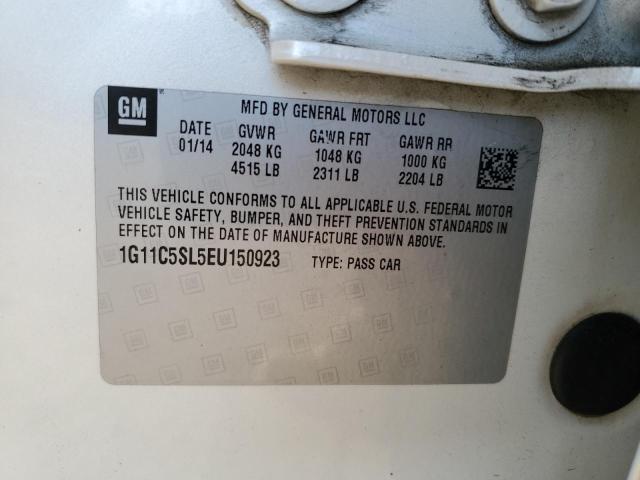 GM
MFD BY GENERAL MOTORS LLC
DATE GVWR GAWR FRT GAWR RR
01/14 2048 KG 1048 KG 1000 KG
4515 LB 2311 LB 2204 LB
THIS VEHICLE CONFORMS TO ALL APPLICABLE U.S. FEDERAL MOTOR
VEHICLE SAFETY, BUMPER, AND THEFT PREVENTION STANDARDS IN
EFFECT ON THE DATE OF MANUFACTURE SHOWN ABOVE.
1G11C5SL5EU150923 TYPE: PASS CAR